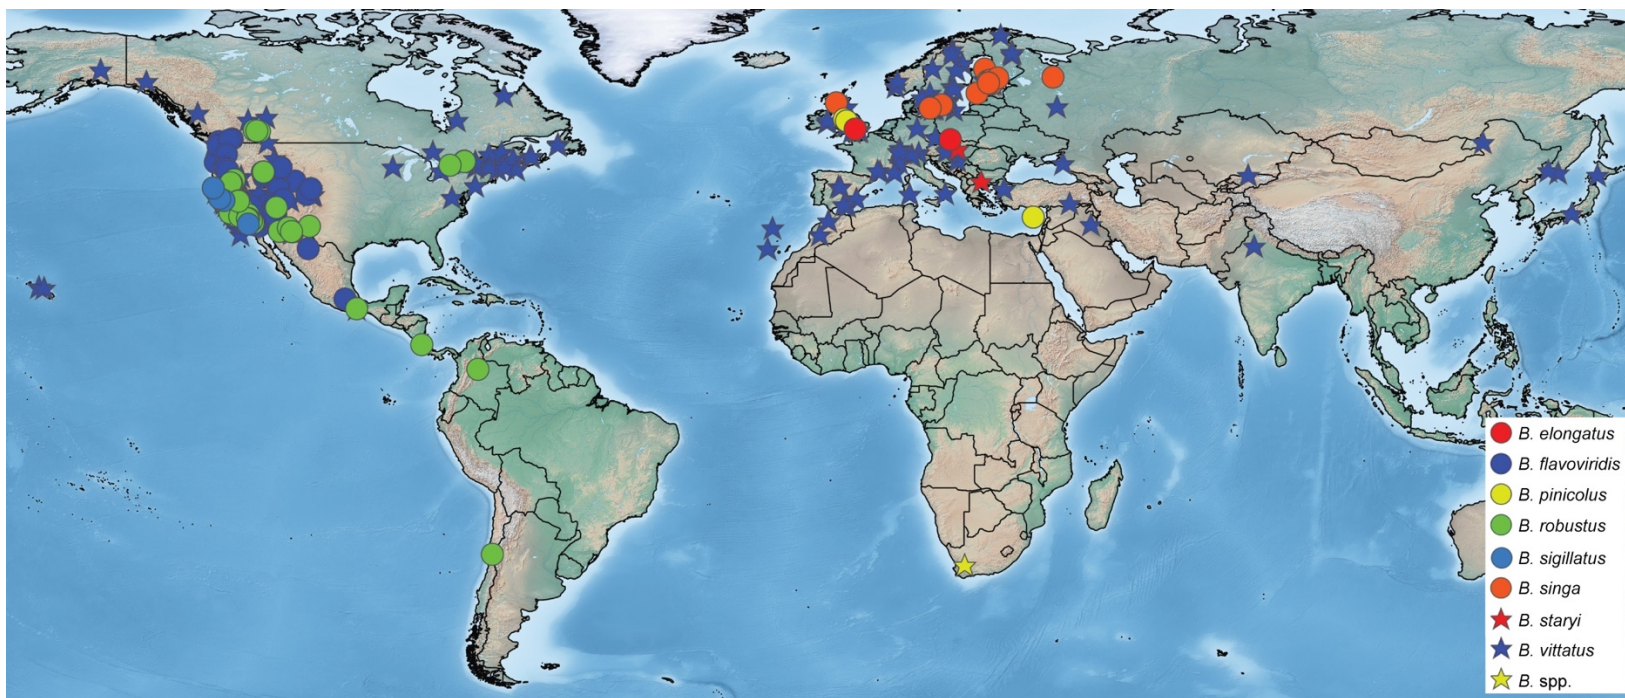 B. elongatus
B. flavoviridis
B. pinicolus
B. robustus
B. sigillatus
B. singa
B. staryi
B. vittatus
B. spp.